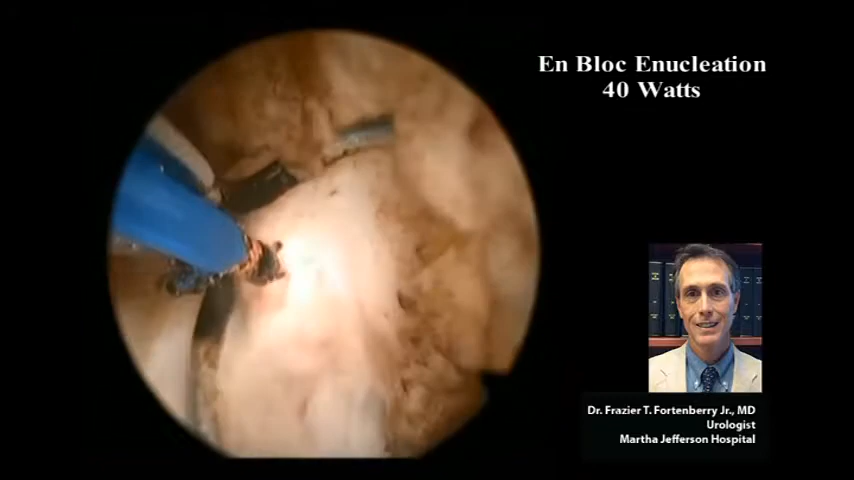 En Bloc Enucleation
40 Watts
Dr. Frazier T. Fortenberry Jr., MD
Urologist
Martha Jefferson Hospital